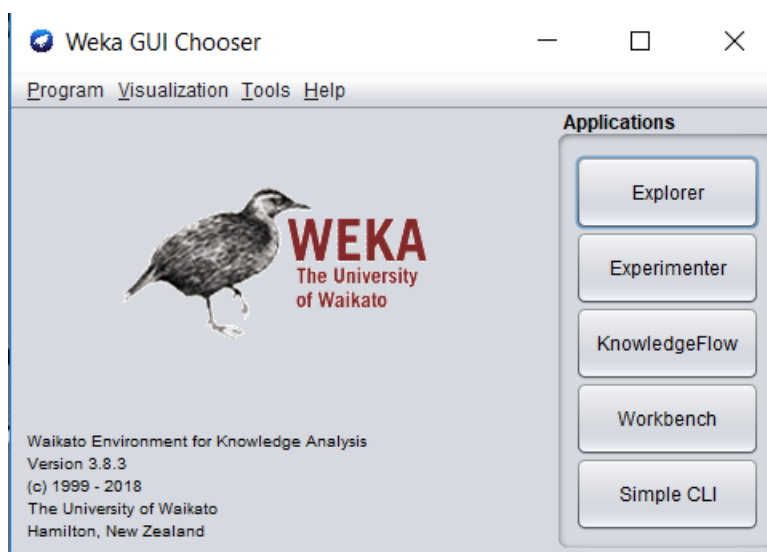 Weka GUI Chooser
Program Visualization Tools Help
Applications
Explorer
Experimenter
KnowledgeFlow
Workbench
Simple CLI
WEKA
The University
of Waikato
Waikato Environment for Knowledge Analysis
Version 3.8.3
(c) 1999 - 2018
The University of Waikato
Hamilton, New Zealand